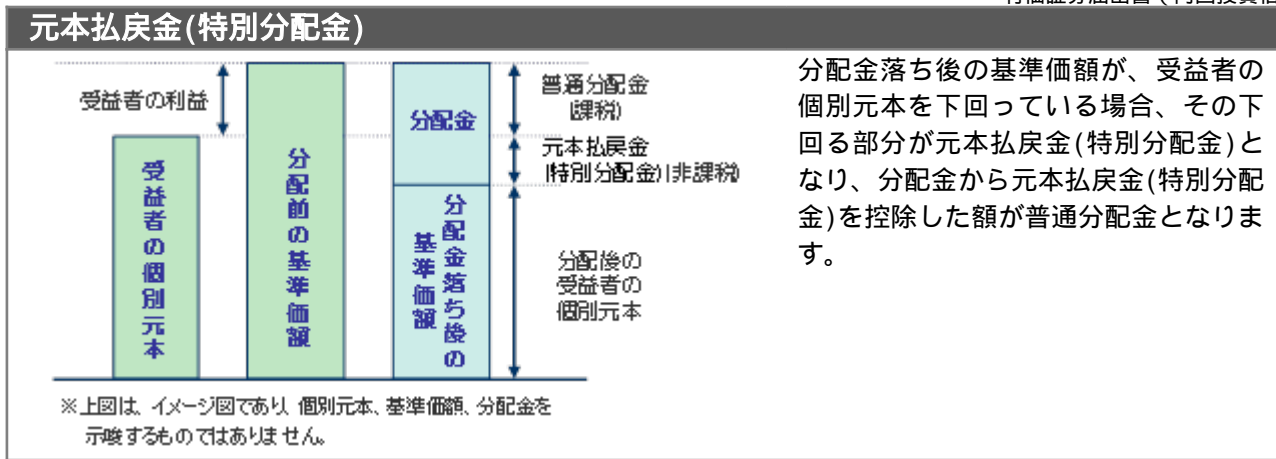 元本払戻金(特別分配金)
受益者の利益
受益者の個別元本
分配前の基準価額
分配金
分配金落ち後の
基準価額
普通分配金
(課税)
元本払戻金
(特別分配金)(非課税)
分配後の
受益者の
個別元本
※上図は、イメージ図であり、個別元本、基準価額、分配金を
示唆するものではありません。
分配金落ち後の基準価額が、受益者の
個別元本を下回っている場合、その下
回る部分が元本払戻金(特別分配金)と
なり、分配金から元本払戻金(特別分配
金)を控除した額が普通分配金となりま
す。